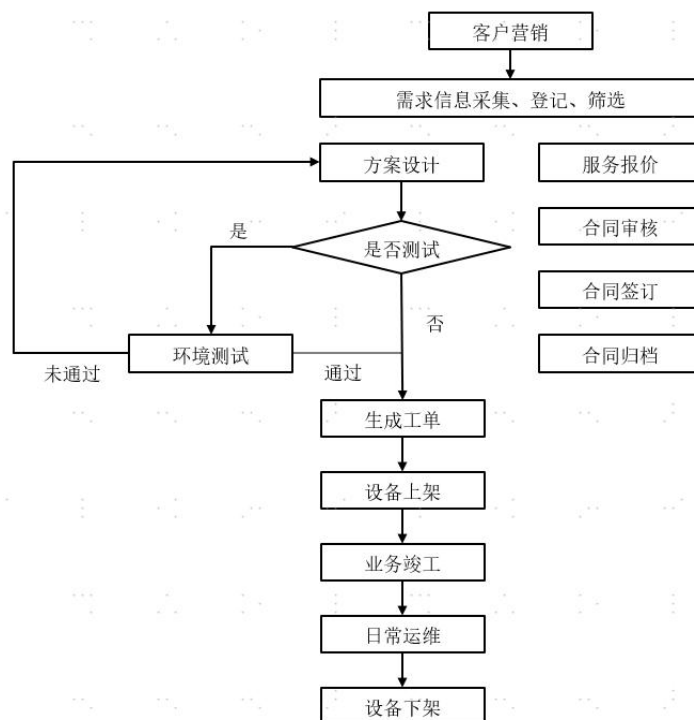 客户营销
需求信息采集、登记、筛选
方案设计
服务报价
是
是否测试
合同审核
合同签订
否
环境测试
合同归档
未通过
通过
生成工单
设备上架
业务竣工
日常运维
设备下架